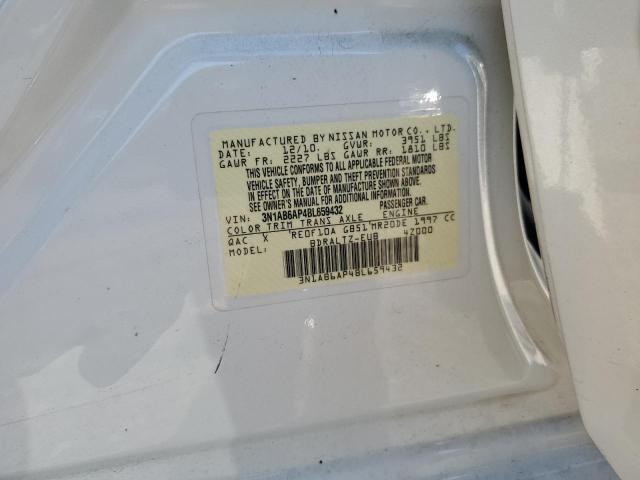 MANUFACTURED BY NISSAN MOTOR CO., LTD.
DATE: 12/10. GVWR: 3951 LBS
GAWR FR: 2227 LBS GAWR RR: 1810 LBS
THIS VEHICLE CONFORMS TO ALL APPLICABLE FEDERAL MOTOR
VEHICLE SAFETY, BUMPER AND THEFT PREVENTION STANDARDS
IN EFFECT ON THE DATE OF MANUFACTURE SHOWN ABOVE.
SEE OWNER'S MANUAL FOR ADDITIONAL INFORMATION.
VIN: 3N1AB6AP4BL659432 PASSENGER CAR.
COLOR TRIM TRANS AXLE ENGINE
QAC X RE0F10A GB51 MR20DE 1997 CC
MODEL: BDRALTZ-EUB 4Z000
3N1AB6AP4BL659432